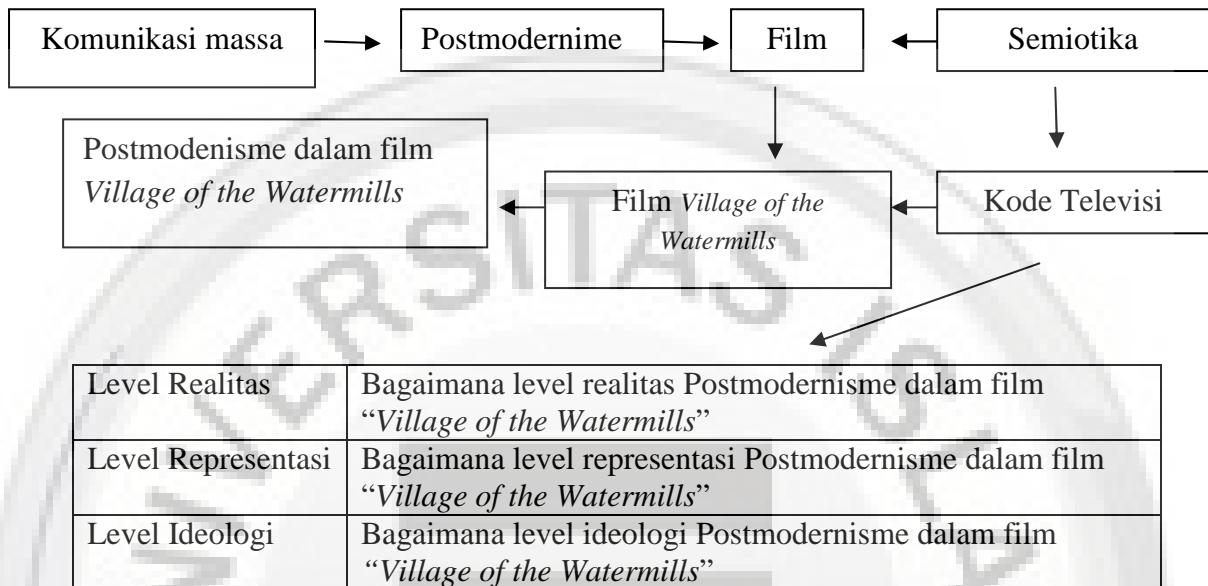 Komunikasi massa
Postmodernime
Film
Semiotika
Postmodenisme dalam film
Village of the Watermills
Film Village of the
Watermills
Kode Televisi
Level Realitas
Bagaimana level realitas Postmodernisme dalam film
“Village of the Watermills”
Level Representasi
Bagaimana level representasi Postmodernisme dalam film
“Village of the Watermills”
Level Ideologi
Bagaimana level ideologi Postmodernisme dalam film
“Village of the Watermills”
VERSITAS ISLA